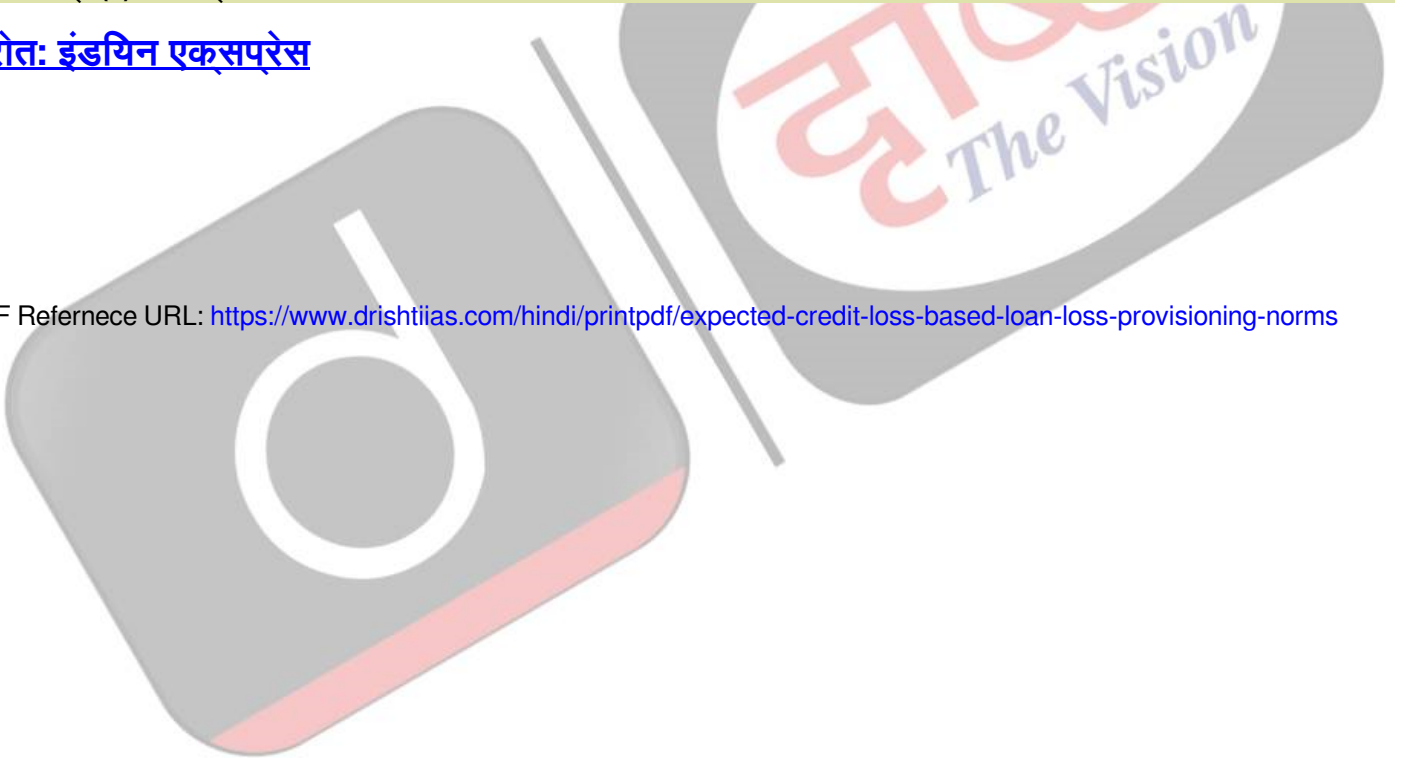 रोत: इंडयिन एक्सप्रेस
The Vision
F Refernece URL: https://www.drishtiias.com/hindi/printpdf/expected-credit-loss-based-loan-loss-provisioning-norms